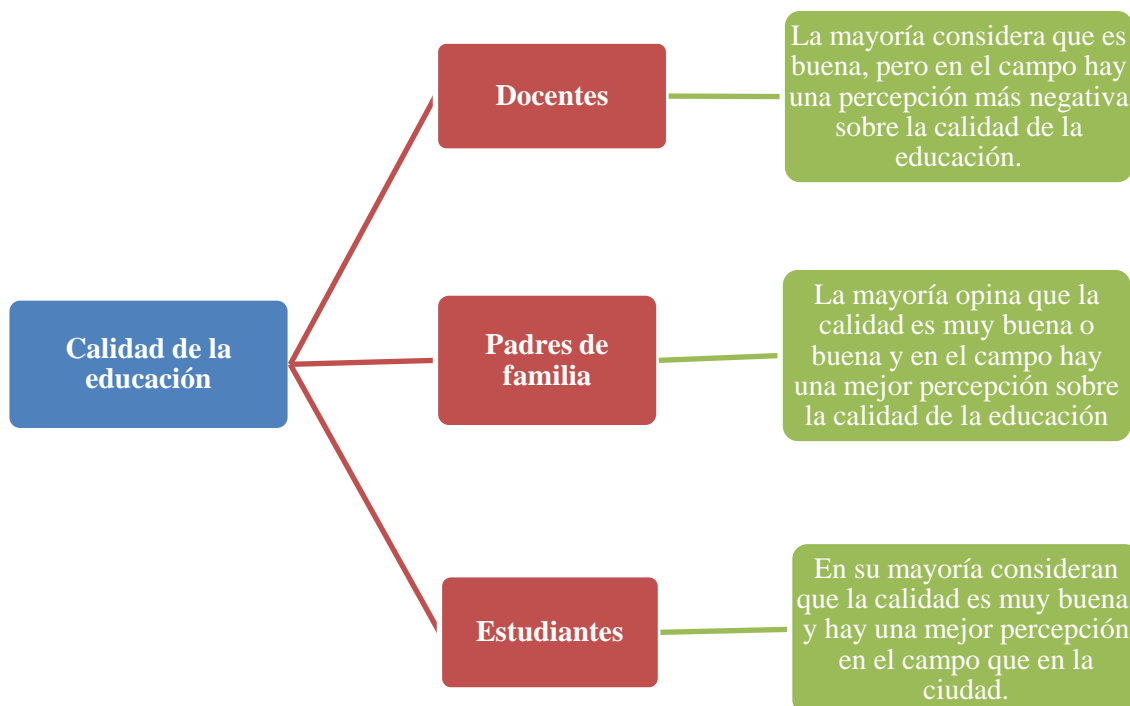 Calidad de la
educación
Docentes
La mayoría considera que es
buena, pero en el campo hay
una percepción más negativa
sobre la calidad de la
educación.
Padres de
familia
La mayoría opina que la
calidad es muy buena o
buena y en el campo hay
una mejor percepción sobre
la calidad de la educación
Estudiantes
En su mayoría consideran
que la calidad es muy buena
y hay una mejor percepción
en el campo que en la
ciudad.